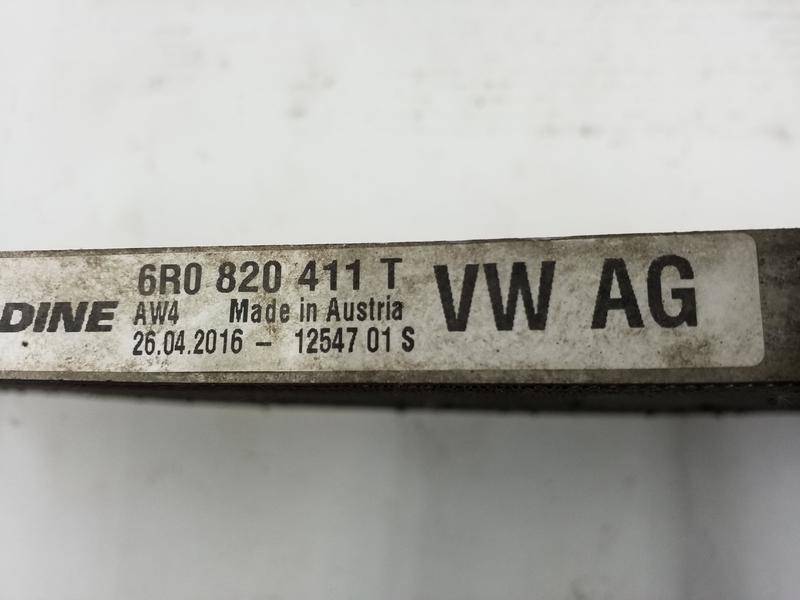 6R0 820 411 T VW AG
DINE AW4 Made in Austria
26.04.2016 - 12547 01 S